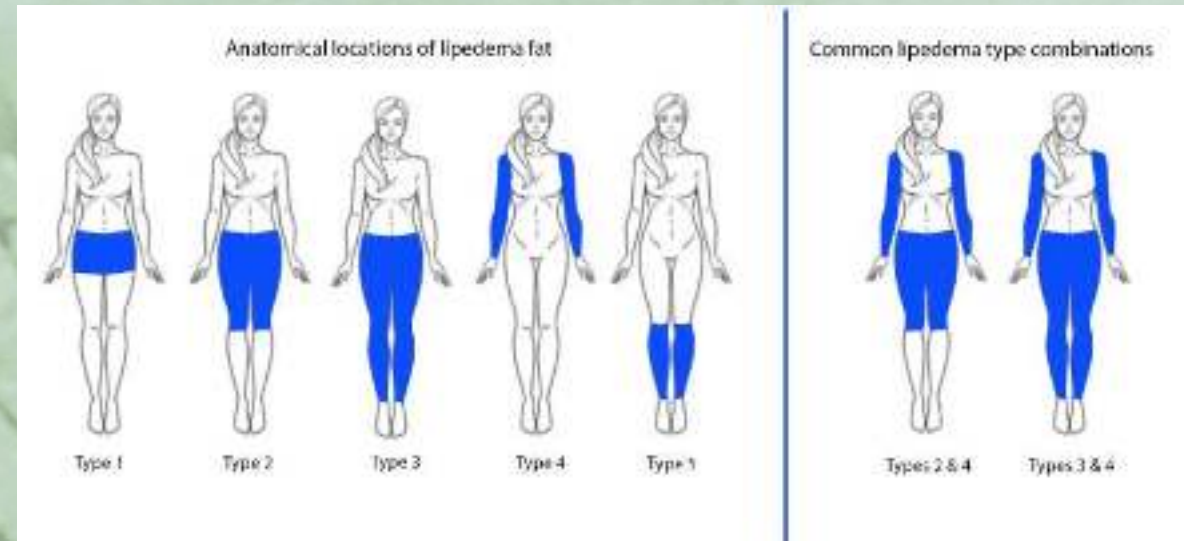 Anatomical locations of lipedema fat
Common lipedema type combinations
Type 1
Type 2
Type 3
Type 4
Type 5
Types 2 & 4
Types 3 & 4